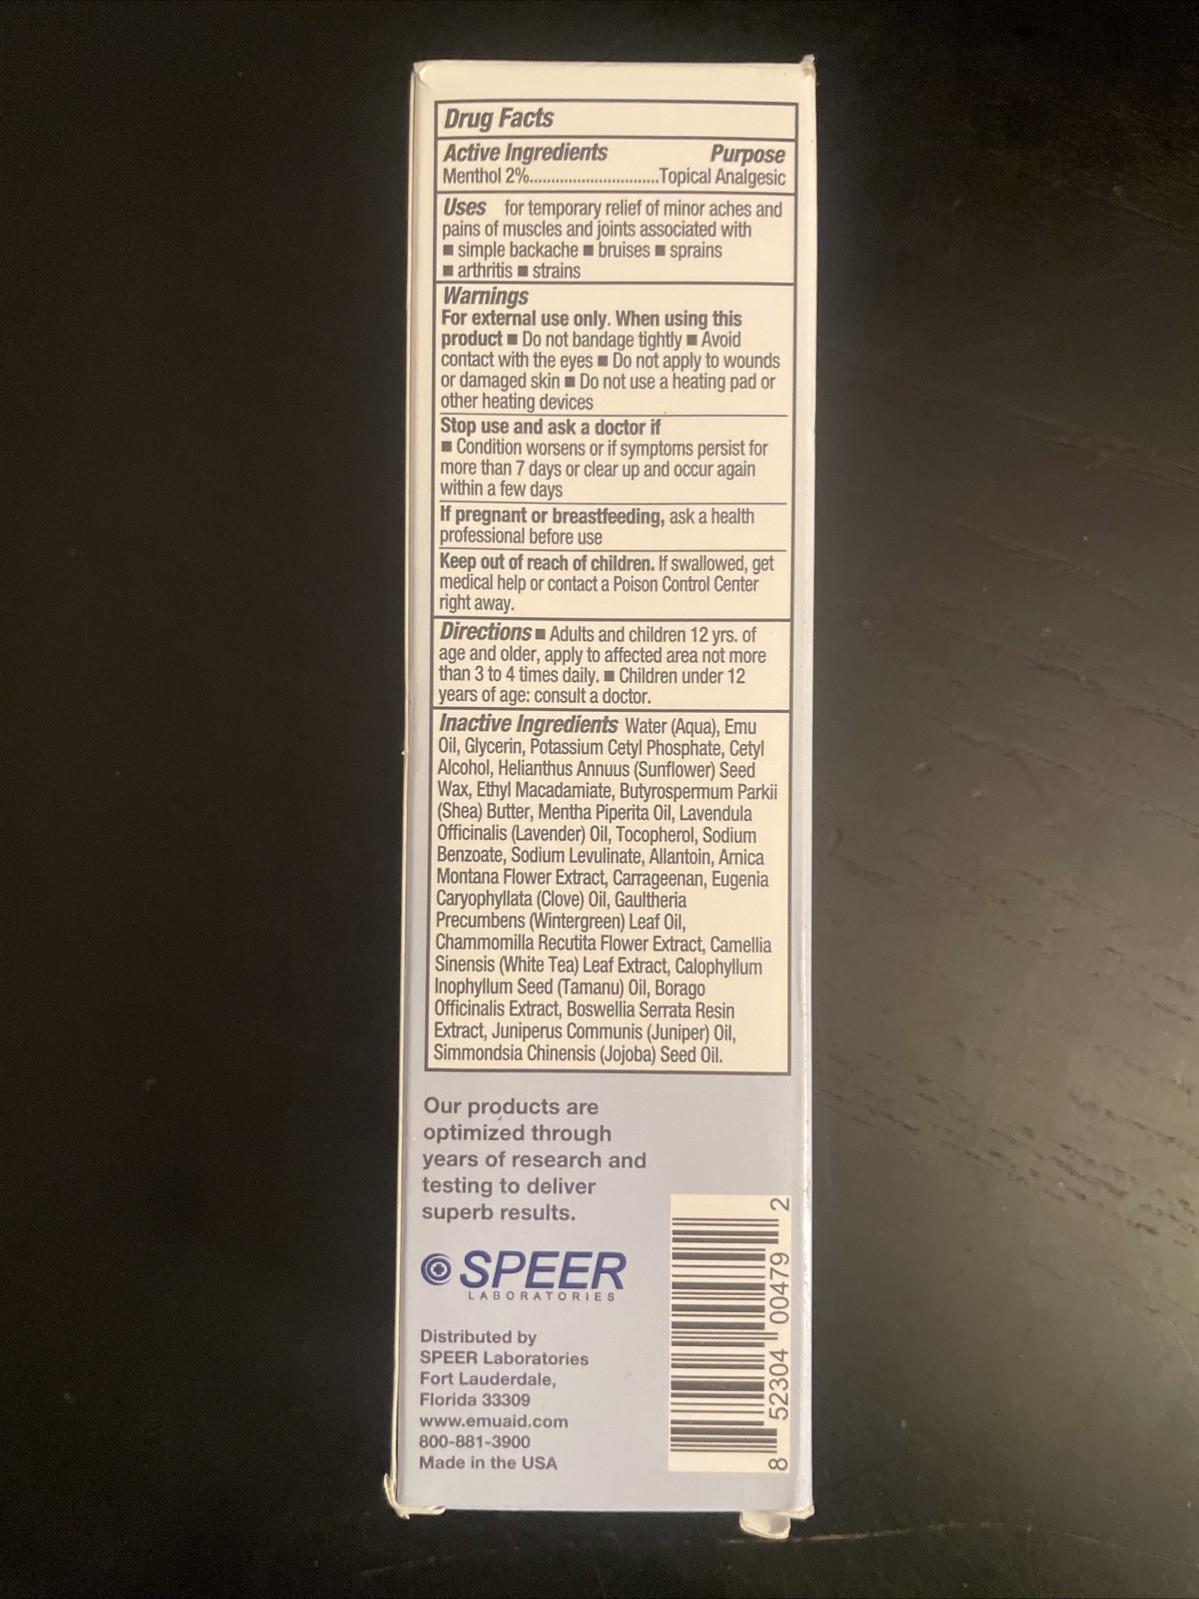 Drug Facts
Active Ingredients Purpose
Menthol 2%..............................Topical Analgesic
Uses for temporary relief of minor aches and
pains of muscles and joints associated with
■ simple backache ■ bruises ■ sprains
■ arthritis ■ strains
Warnings
For external use only. When using this
product ■ Do not bandage tightly ■ Avoid
contact with the eyes ■ Do not apply to wounds
or damaged skin ■ Do not use a heating pad or
other heating devices
Stop use and ask a doctor if
■ Condition worsens or if symptoms persist for
more than 7 days or clear up and occur again
within a few days
If pregnant or breastfeeding, ask a health
professional before use
Keep out of reach of children. If swallowed, get
medical help or contact a Poison Control Center
right away.
Directions ■ Adults and children 12 yrs. of
age and older, apply to affected area not more
than 3 to 4 times daily. ■ Children under 12
years of age: consult a doctor.
Inactive Ingredients Water (Aqua), Emu
Oil, Glycerin, Potassium Cetyl Phosphate, Cetyl
Alcohol, Helianthus Annuus (Sunflower) Seed
Wax, Ethyl Macadamiate, Butyrospermum Parkii
(Shea) Butter, Mentha Piperita Oil, Lavendula
Officinalis (Lavender) Oil, Tocopherol, Sodium
Benzoate, Sodium Levulinate, Allantoin, Arnica
Montana Flower Extract, Carrageenan, Eugenia
Caryophyllata (Clove) Oil, Gaultheria
Precumbens (Wintergreen) Leaf Oil,
Chammomilla Recutita Flower Extract, Camellia
Sinensis (White Tea) Leaf Extract, Calophyllum
Inophyllum Seed (Tamanu) Oil, Borago
Officinalis Extract, Boswellia Serrata Resin
Extract, Juniperus Communis (Juniper) Oil,
Simmondsia Chinensis (Jojoba) Seed Oil.
Our products are
optimized through
years of research and
testing to deliver
superb results.
SPEER
LABORATORIES
Distributed by
SPEER Laboratories
Fort Lauderdale,
Florida 33309
www.emuaid.com
800-881-3900
Made in the USA
8 52304 00479 2